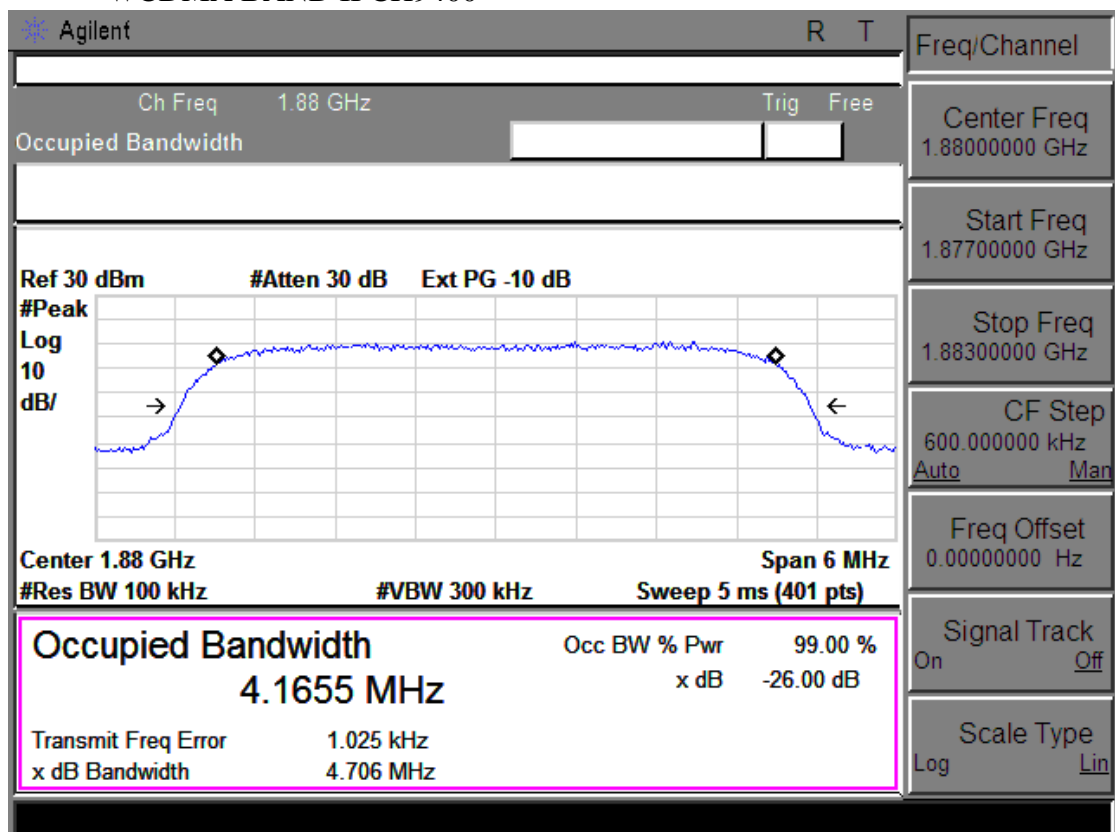 Agilent R T
Ch Freq 1.88 GHz Trig Free
Occupied Bandwidth
Ref 30 dBm #Atten 30 dB Ext PG -10 dB
#Peak
Log
10
dB/
Center 1.88 GHz Span 6 MHz
#Res BW 100 kHz #VBW 300 kHz Sweep 5 ms (401 pts)
Occupied Bandwidth Occ BW % Pwr 99.00 %
4.1655 MHz x dB -26.00 dB
Transmit Freq Error 1.025 kHz
x dB Bandwidth 4.706 MHz
Freq/Channel
Center Freq
1.88000000 GHz
Start Freq
1.87700000 GHz
Stop Freq
1.88300000 GHz
CF Step
600.000000 kHz
Auto Man
Freq Offset
0.00000000 Hz
Signal Track
On Off
Scale Type
Log Lin